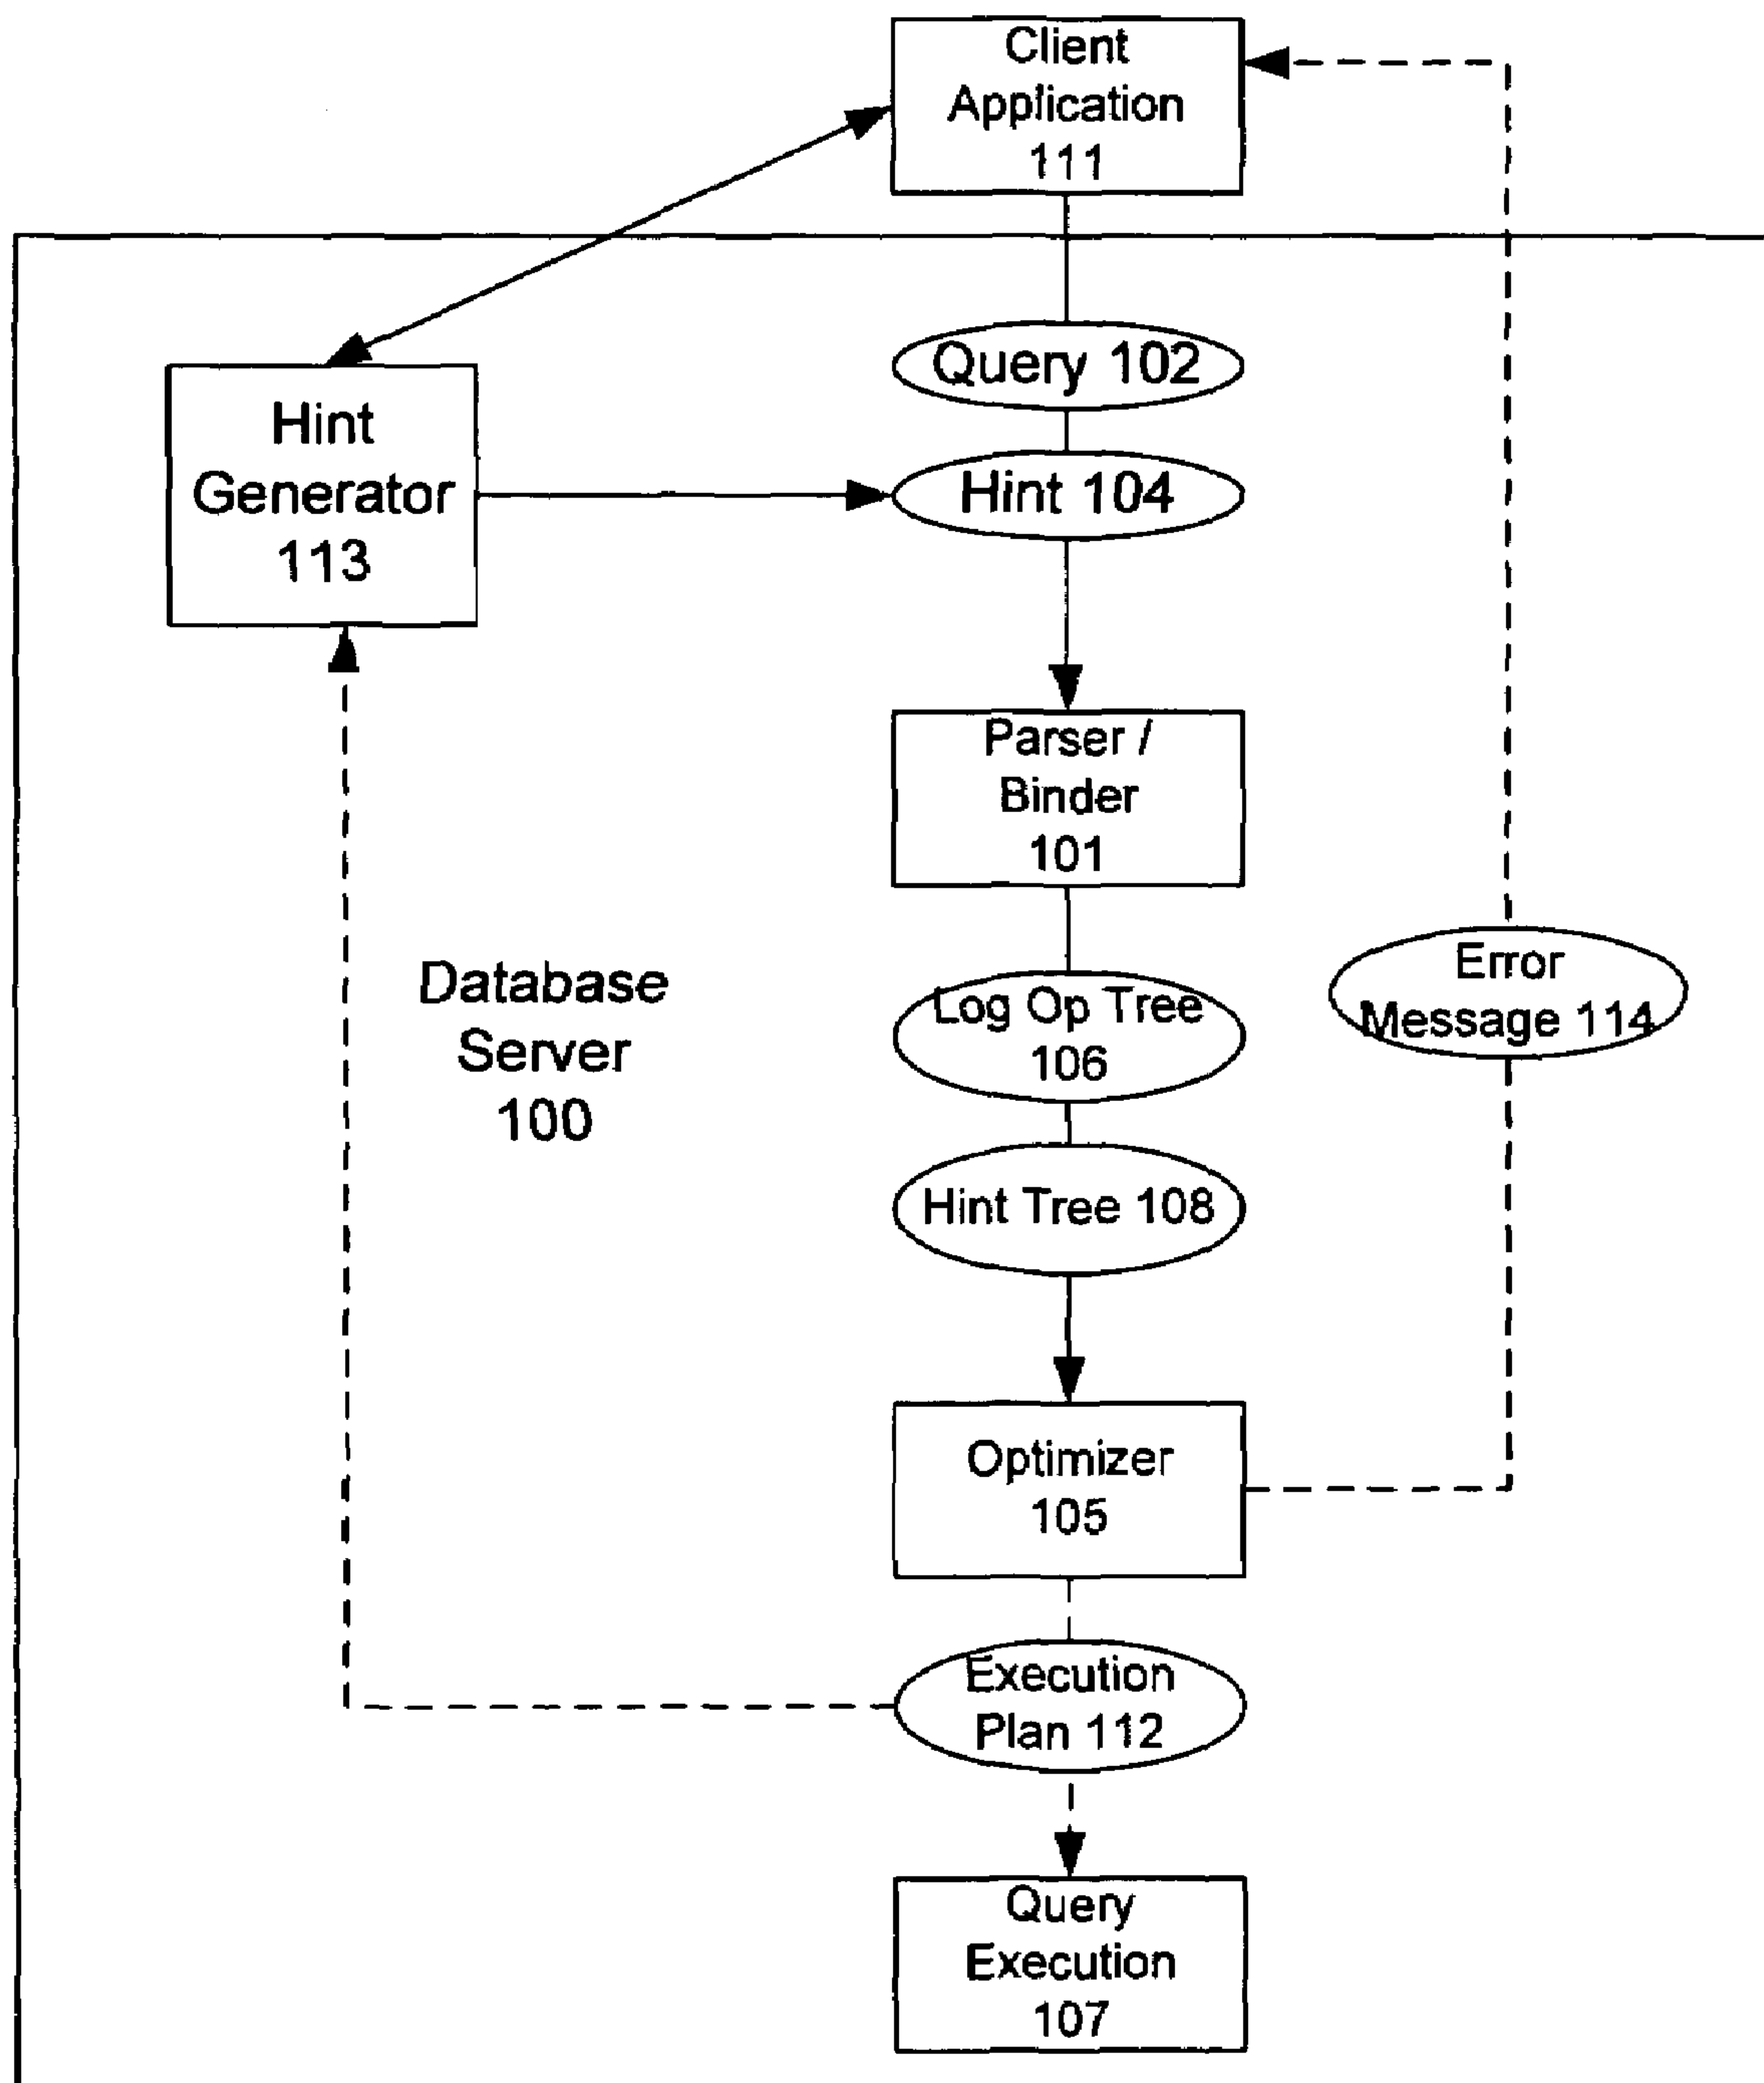 Client
Application
111
Query 102
Hint
Generator
113
Hint 104
Parser /
Binder
101
Database
Server
100
Log Op Tree
106
Error
Message 114
Hint Tree 108
Optimizer
105
Execution
Plan 112
Query
Execution
107